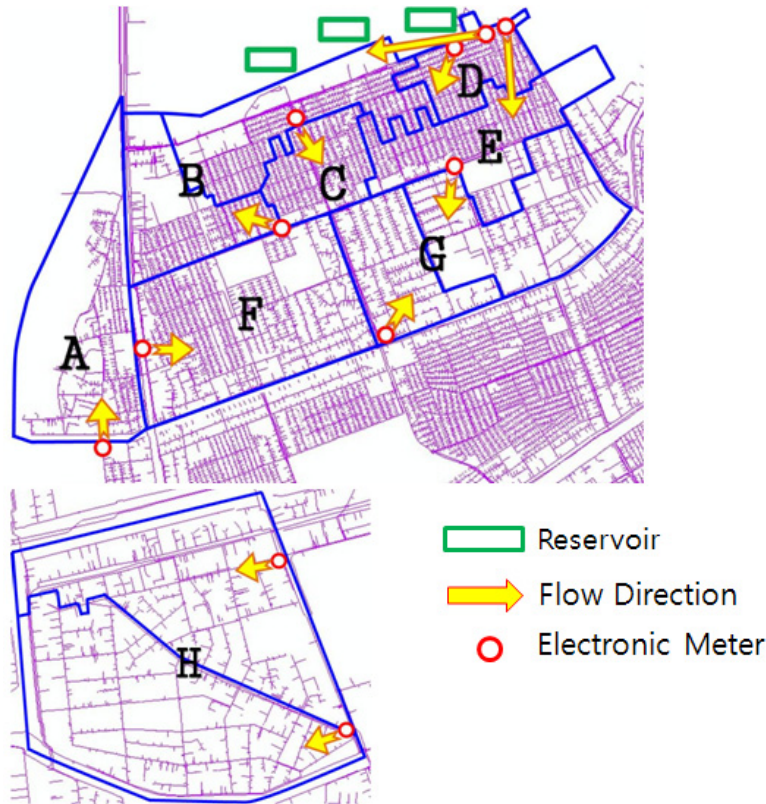 D
E
B
C
G
F
A
H
Reservoir
Flow Direction
Electronic Meter